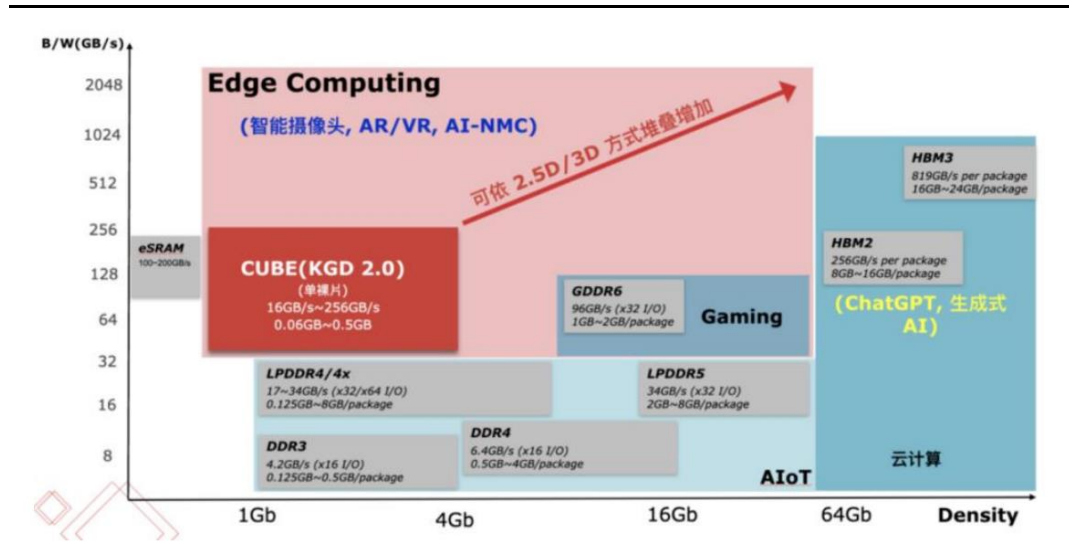 B/W(GB/s)
2048
1024
512
256
128
64
32
16
8
Edge Computing
(智能摄像头, AR/VR, AI-NMC)
可依 2.5D/3D 方式堆叠增加
eSRAM
100~200GB/s
CUBE(KGD 2.0)
(单裸片)
16GB/s~256GB/s
0.06GB~0.5GB
GDDR6
96GB/s (x32 I/O)
1GB~2GB/package
Gaming
HBM3
819GB/s per package
16GB~24GB/package
HBM2
256GB/s per package
8GB~16GB/package
(ChatGPT, 生成式
AI)
云计算
LPDDR4/4x
17~34GB/s (x32/x64 I/O)
0.125GB~8GB/package
LPDDR5
34GB/s (x32 I/O)
2GB~8GB/package
DDR3
4.2GB/s (x16 I/O)
0.125GB~0.5GB/package
DDR4
6.4GB/s (x16 I/O)
0.5GB~4GB/package
AIoT
1Gb
4Gb
16Gb
64Gb
Density